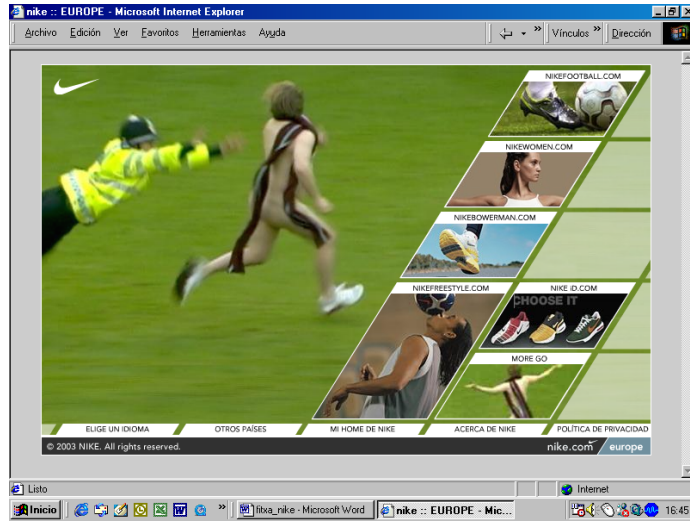 nike :: EUROPE - Microsoft Internet Explorer
Archivo Edición Ver Favoritos Herramientas Ayuda » Vínculos » Dirección
NIKEFOOTBALL.COM
NIKEWOMEN.COM
NIKEBOWERMAN.COM
NIKEFREESTYLE.COM NIKE iD.COM
CHOOSE IT
MORE GO
ELIGE UN IDIOMA OTROS PAÍSES MI HOME DE NIKE ACERCA DE NIKE POLÍTICA DE PRIVACIDAD
© 2003 NIKE. All rights reserved. nike.com europe
Listo Internet
Inicio » fitxa_nike - Microsoft Word nike :: EUROPE - Mic... 16:45